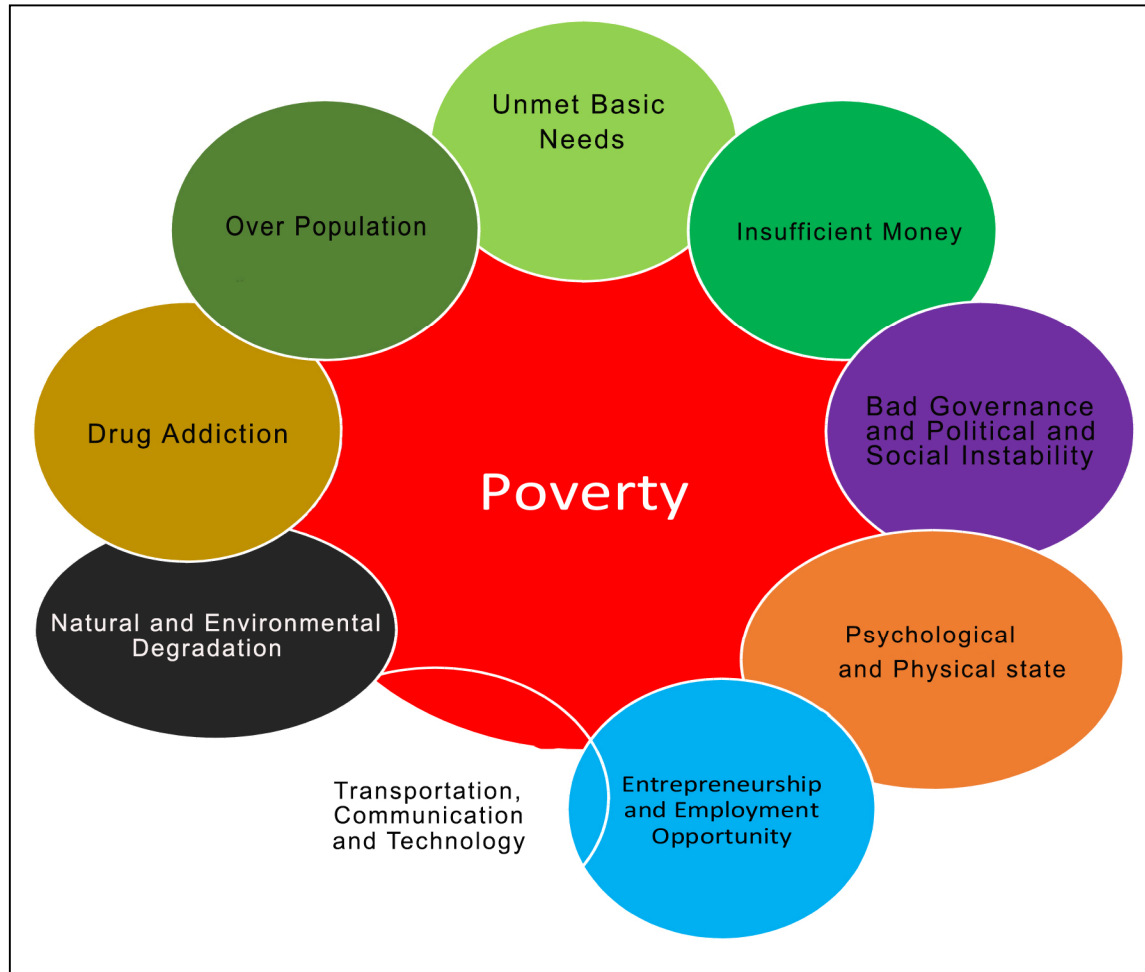 Unmet Basic
Needs
Over Population
Insufficient Money
Drug Addiction
Bad Governance
and Political and
Social Instability
Poverty
Natural and Environmental
Degradation
Psychological
and Physical state
Transportation,
Communication
and Technology
Entrepreneurship
and Employment
Opportunity